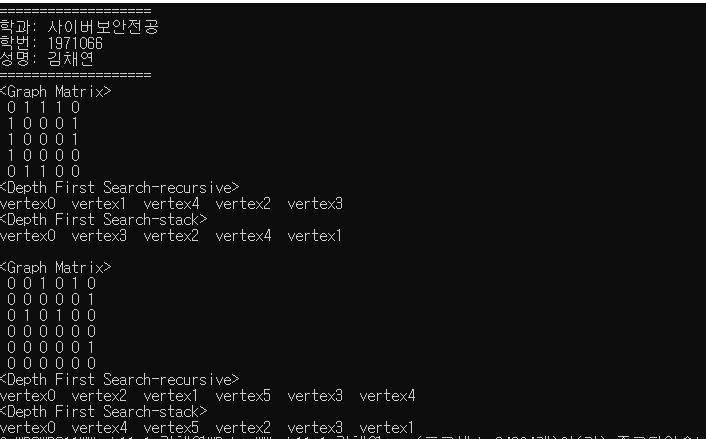 ===================
학과: 사이버보안전공
학번: 1971066
성명: 김채연
===================
<Graph Matrix>
0 1 1 1 0
1 0 0 0 1
1 0 0 0 1
1 0 0 0 0
0 1 1 0 0
<Depth First Search-recursive>
vertex0 vertex1 vertex4 vertex2 vertex3
<Depth First Search-stack>
vertex0 vertex3 vertex2 vertex4 vertex1
<Graph Matrix>
0 0 1 0 1 0
0 0 0 0 0 1
0 1 0 1 0 0
0 0 0 0 0 0
0 0 0 0 0 1
0 0 0 0 0 0
<Depth First Search-recursive>
vertex0 vertex2 vertex1 vertex5 vertex3 vertex4
<Depth First Search-stack>
vertex0 vertex4 vertex5 vertex2 vertex3 vertex1